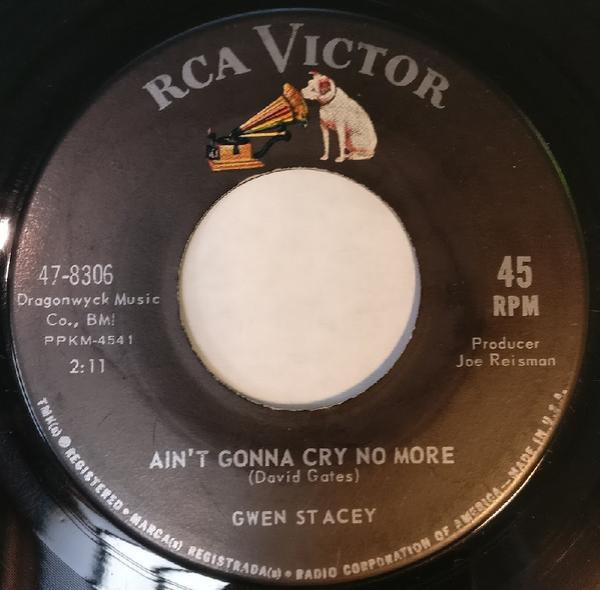 RCA VICTOR
47-8306
Dragonwyck Music
Co., BMI
PPKM-4541
2:11
45
RPM
Producer
Joe Reisman
AIN'T GONNA CRY NO MORE
(David Gates)
GWEN STACEY
TMK(s) ® REGISTERED • MARCA(s) REGISTRADA(s) • RADIO CORPORATION OF AMERICA—MADE IN U.S.A.